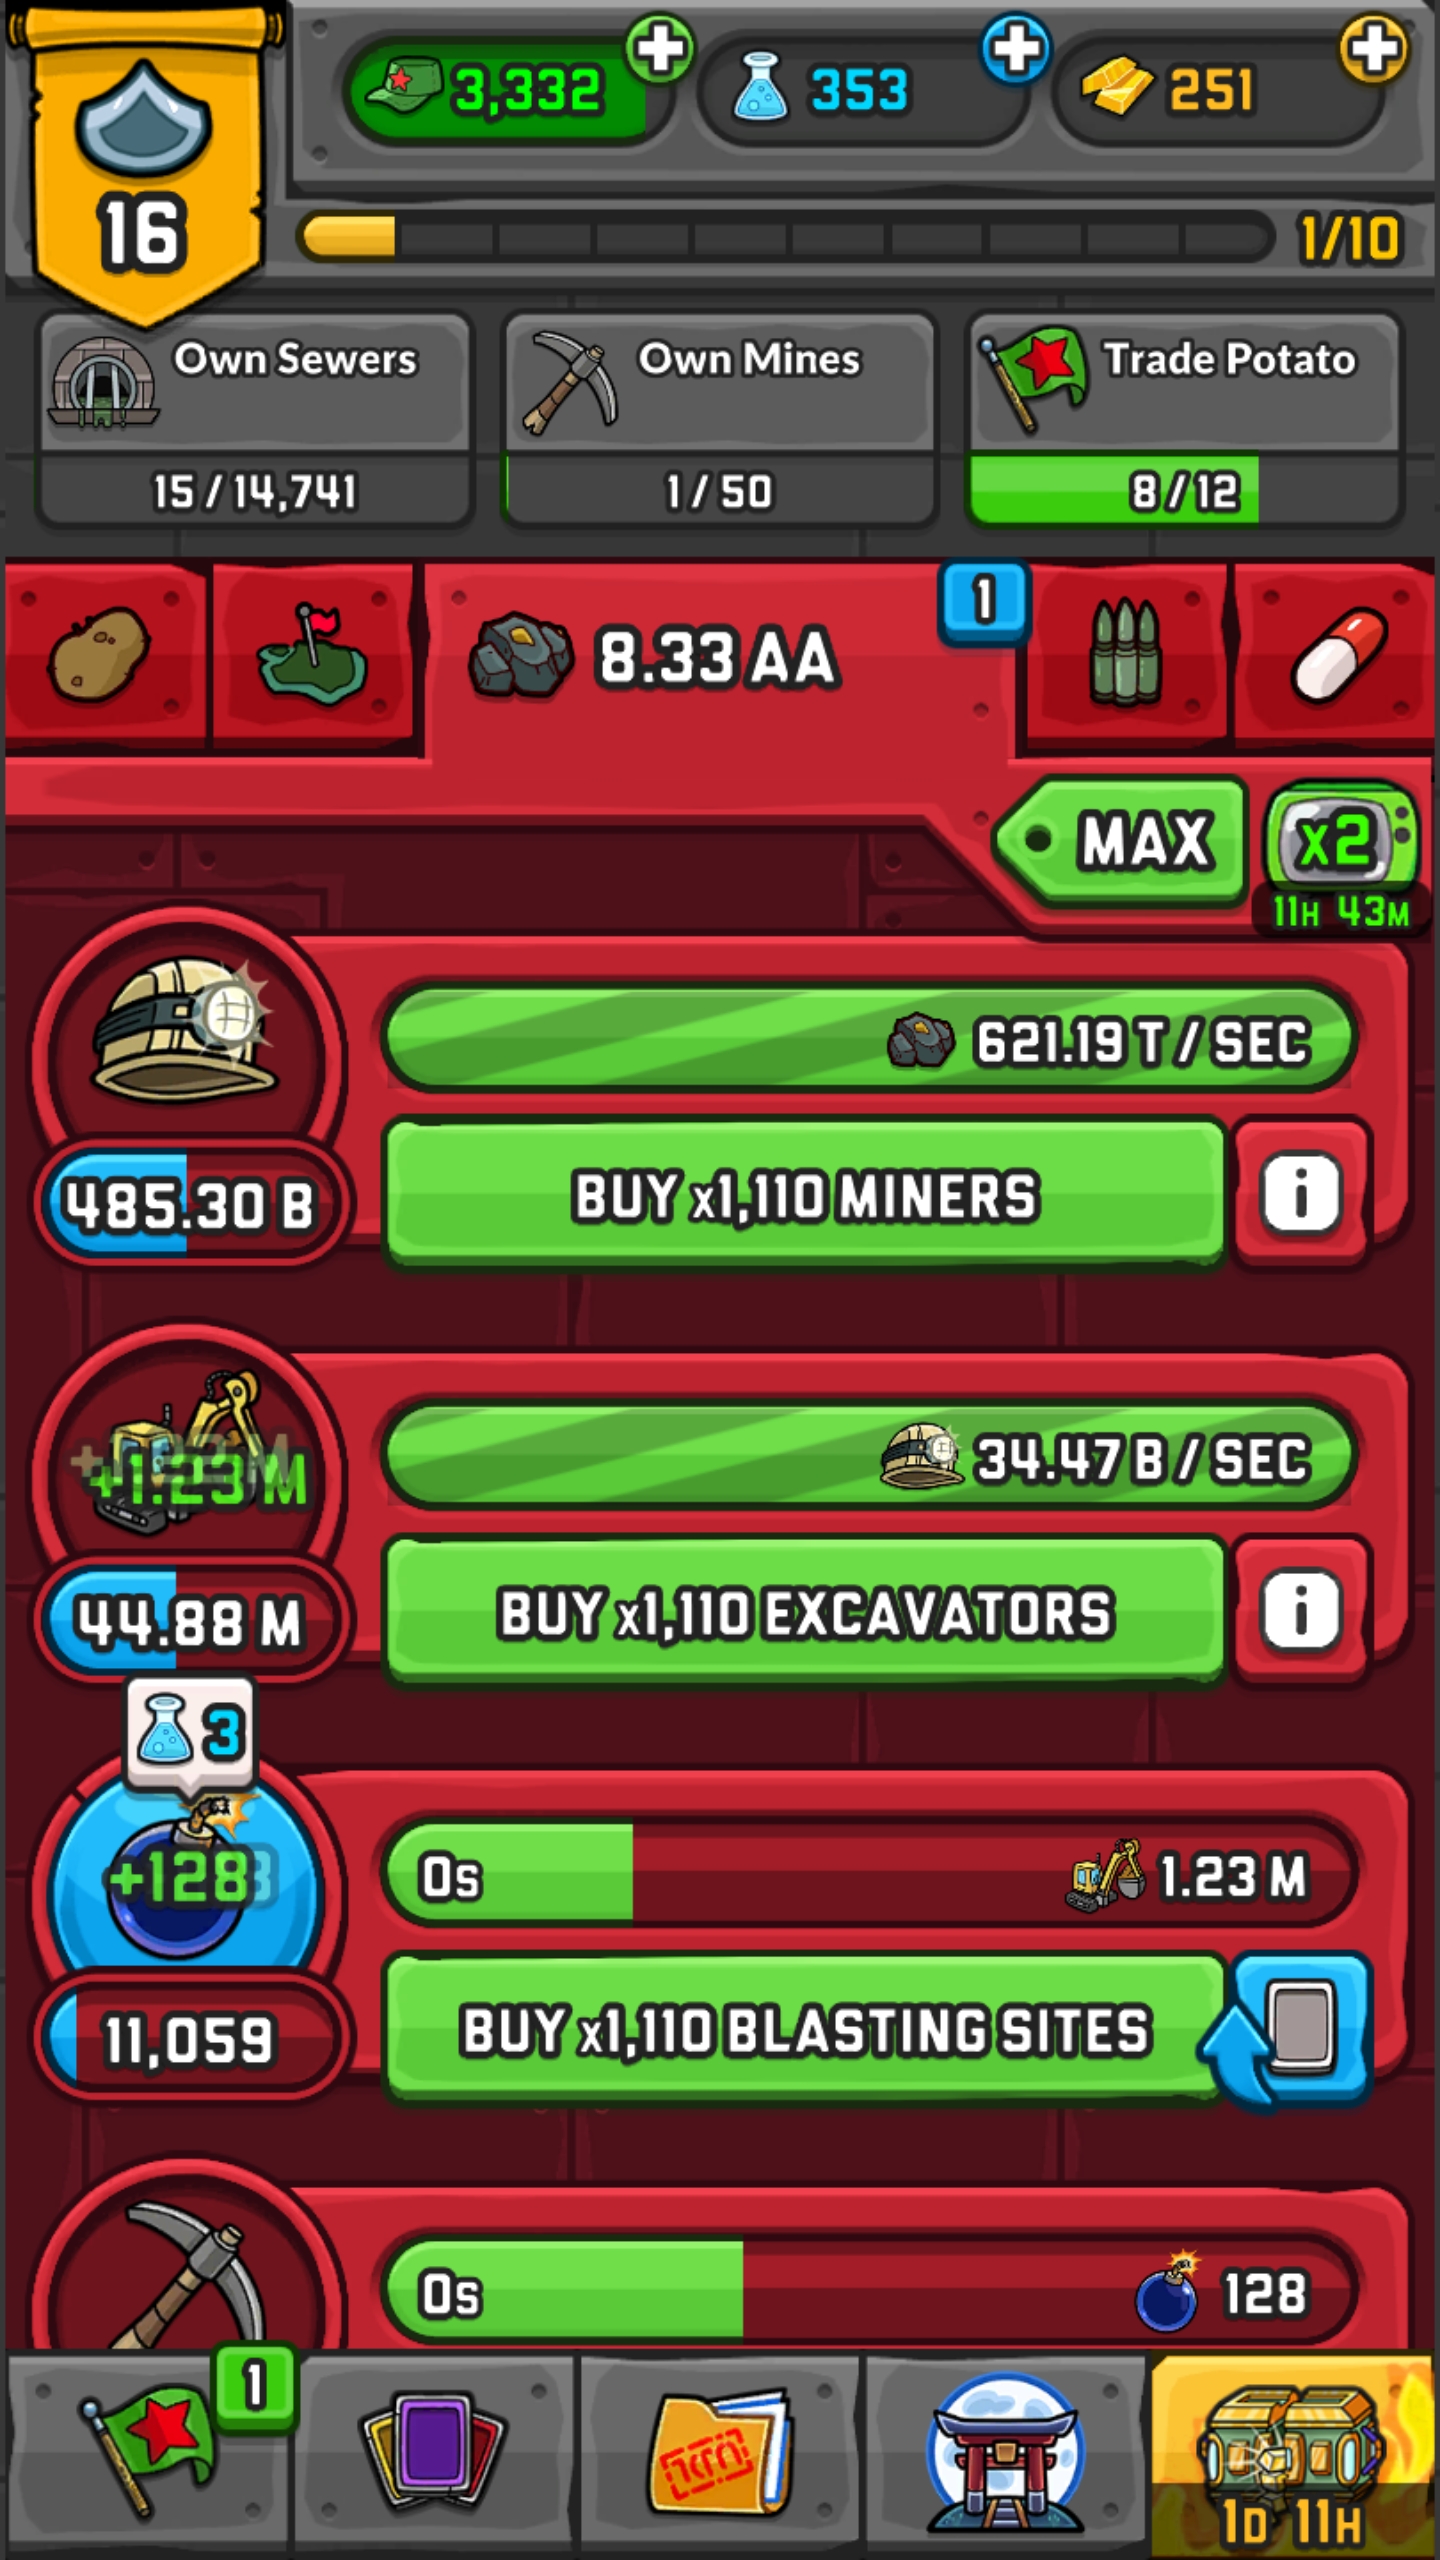 3,332
353
251
16
1/10
Own Sewers
15/14,741
Own Mines
1/50
Trade Potato
8/12
8.33 AA
1
MAX
x2
11H 43M
621.19 T / SEC
485.30 B
BUY x1,110 MINERS
i
+1.23 M
34.47 B / SEC
44.88 M
BUY x1,110 EXCAVATORS
i
3
+128
0s
1.23 M
11,059
BUY x1,110 BLASTING SITES
0s
128
1
1D 11H